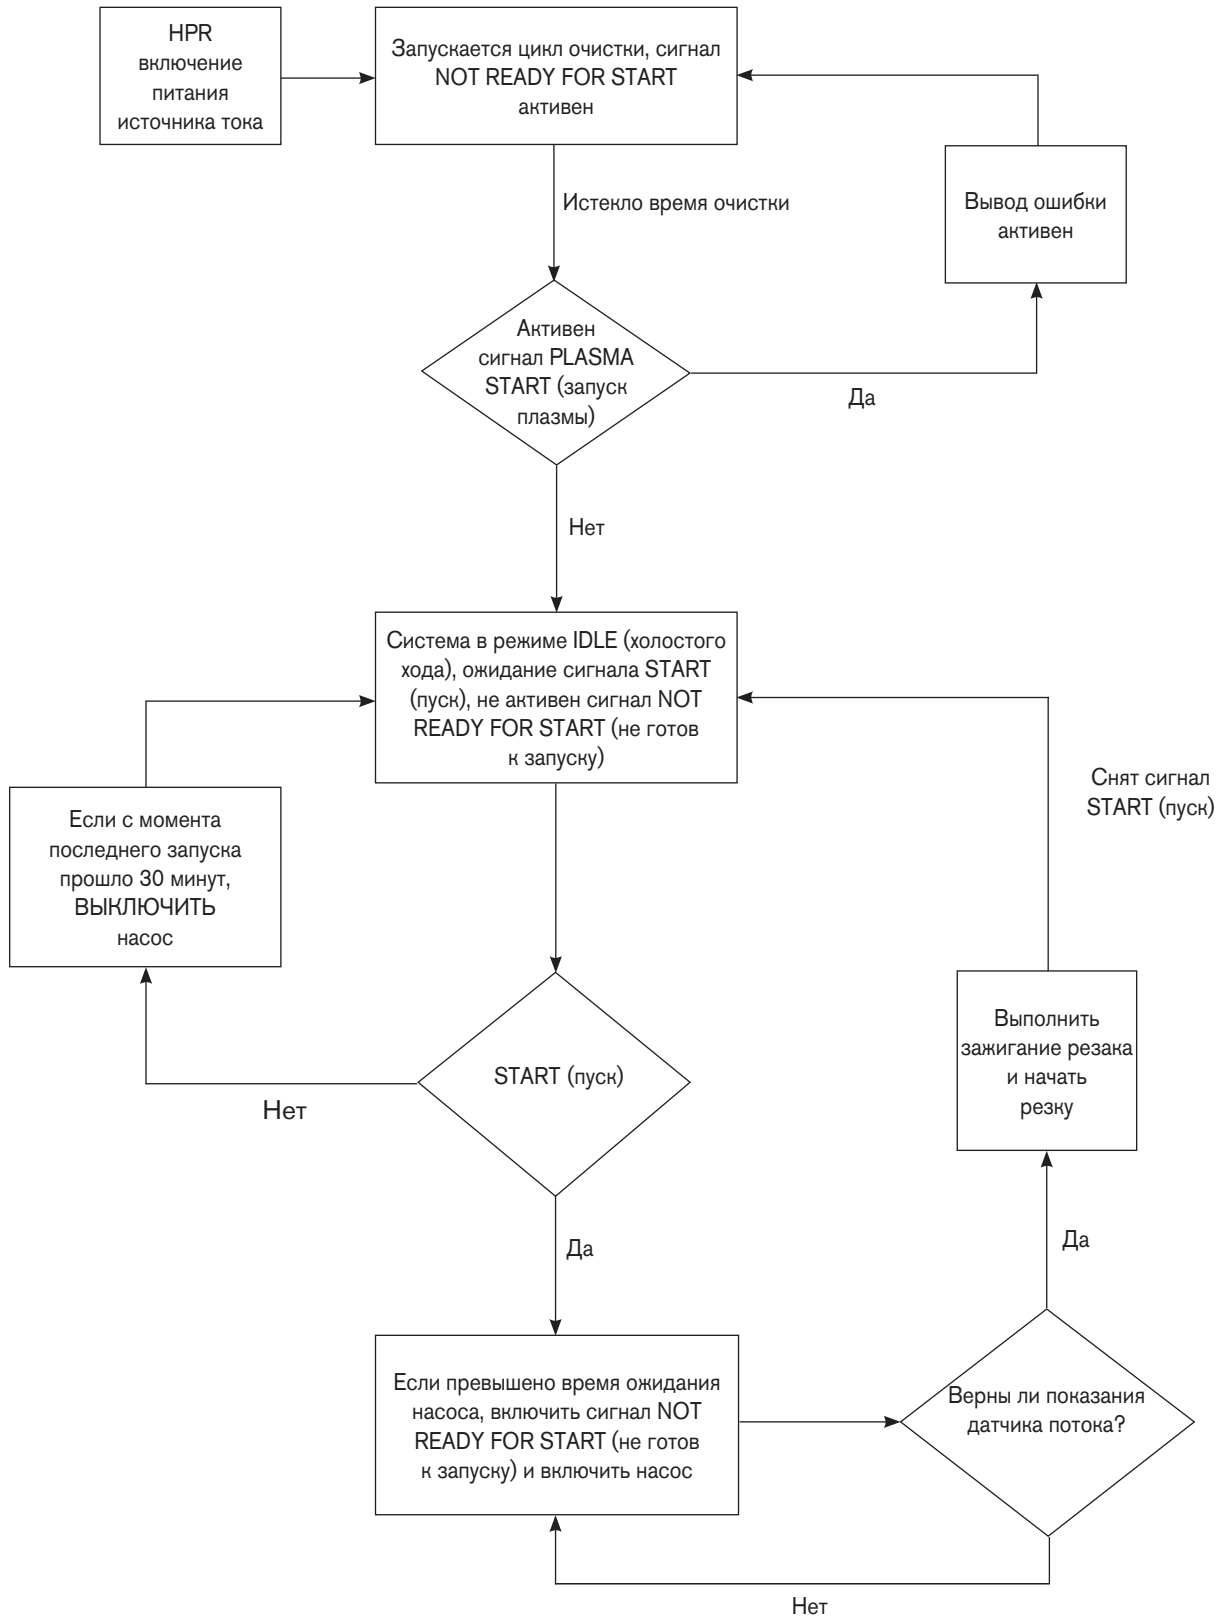 HPR
включение
питания
источника тока
Запускается цикл очистки, сигнал
NOT READY FOR START
активен
Вывод ошибки
активен
Истекло время очистки
Активен
сигнал PLASMA
START (запуск
плазмы)
Да
Нет
Система в режиме IDLE (холостого
хода), ожидание сигнала START
(пуск), не активен сигнал NOT
READY FOR START (не готов
к запуску)
Снят сигнал
START (пуск)
Если с момента
последнего запуска
прошло 30 минут,
ВЫКЛЮЧИТЬ
насос
START (пуск)
Нет
Выполнить
зажигание резака
и начать
резку
Да
Да
Если превышено время ожидания
насоса, включить сигнал NOT
READY FOR START (не готов
к запуску) и включить насос
Верны ли показания
датчика потока?
Нет